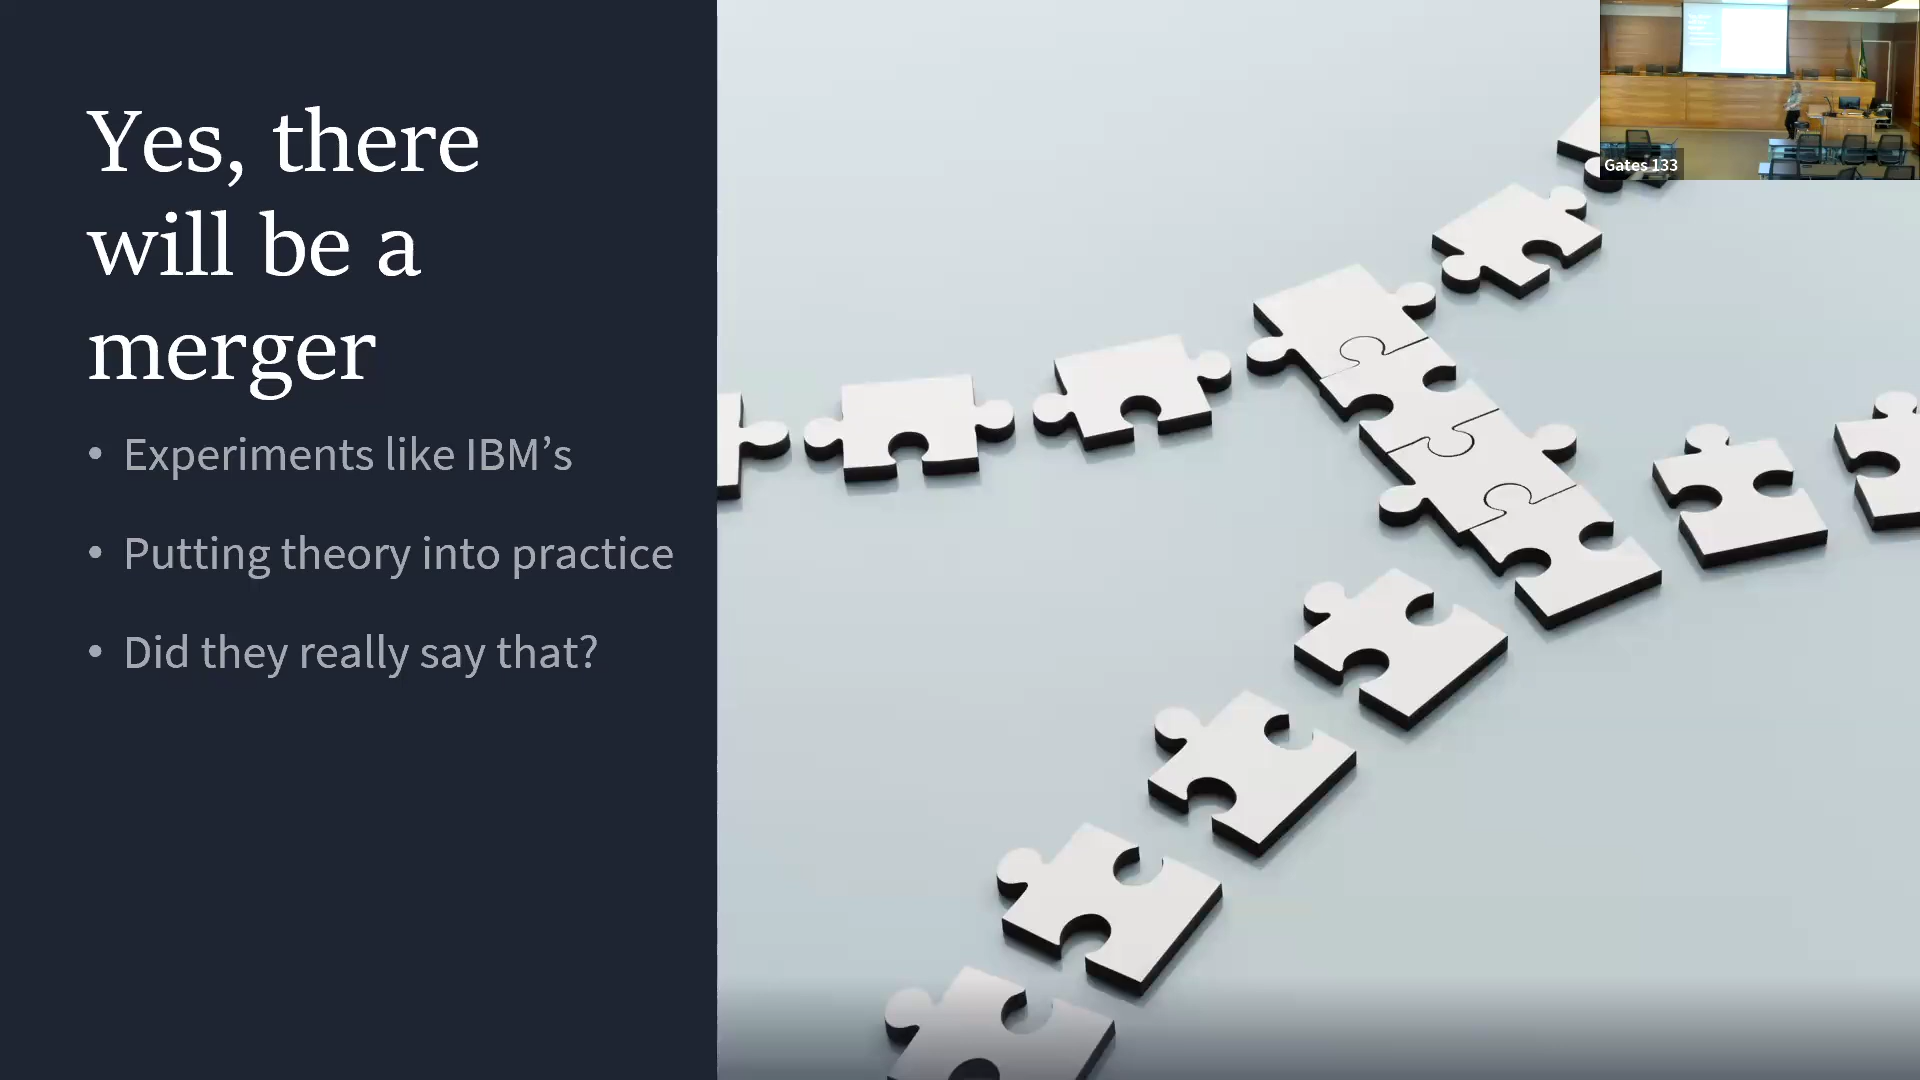 Yes, there
will be a
merger
• Experiments like IBM’s
• Putting theory into practice
• Did they really say that?
Gates 133